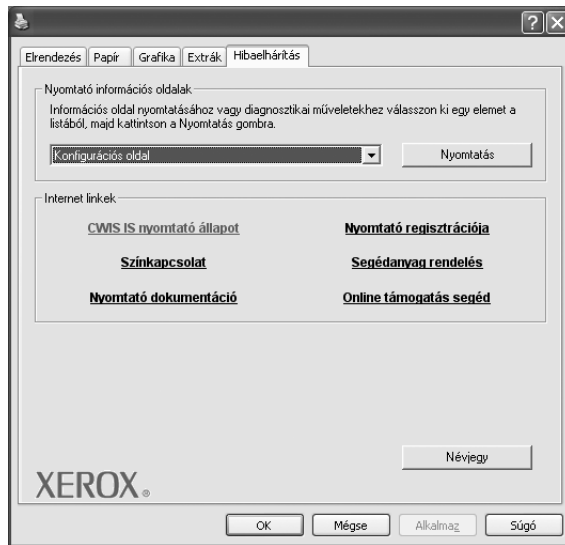 Elrendezés Papír Grafika Extrák Hibaelhárítás
Nyomtató információs oldalak
Információs oldal nyomtatásához vagy diagnosztikai műveletekhez válasszon ki egy elemet a
listából, majd kattintson a Nyomtatás gombra.
Konfigurációs oldal Nyomtatás
Internet linkek
CWIS IS nyomtató állapot Nyomtató regisztrációja
Színkapcsolat Segédanyag rendelés
Nyomtató dokumentáció Online támogatás segéd
Névjegy
XEROX®
OK Mégse Alkalmaz Súgó